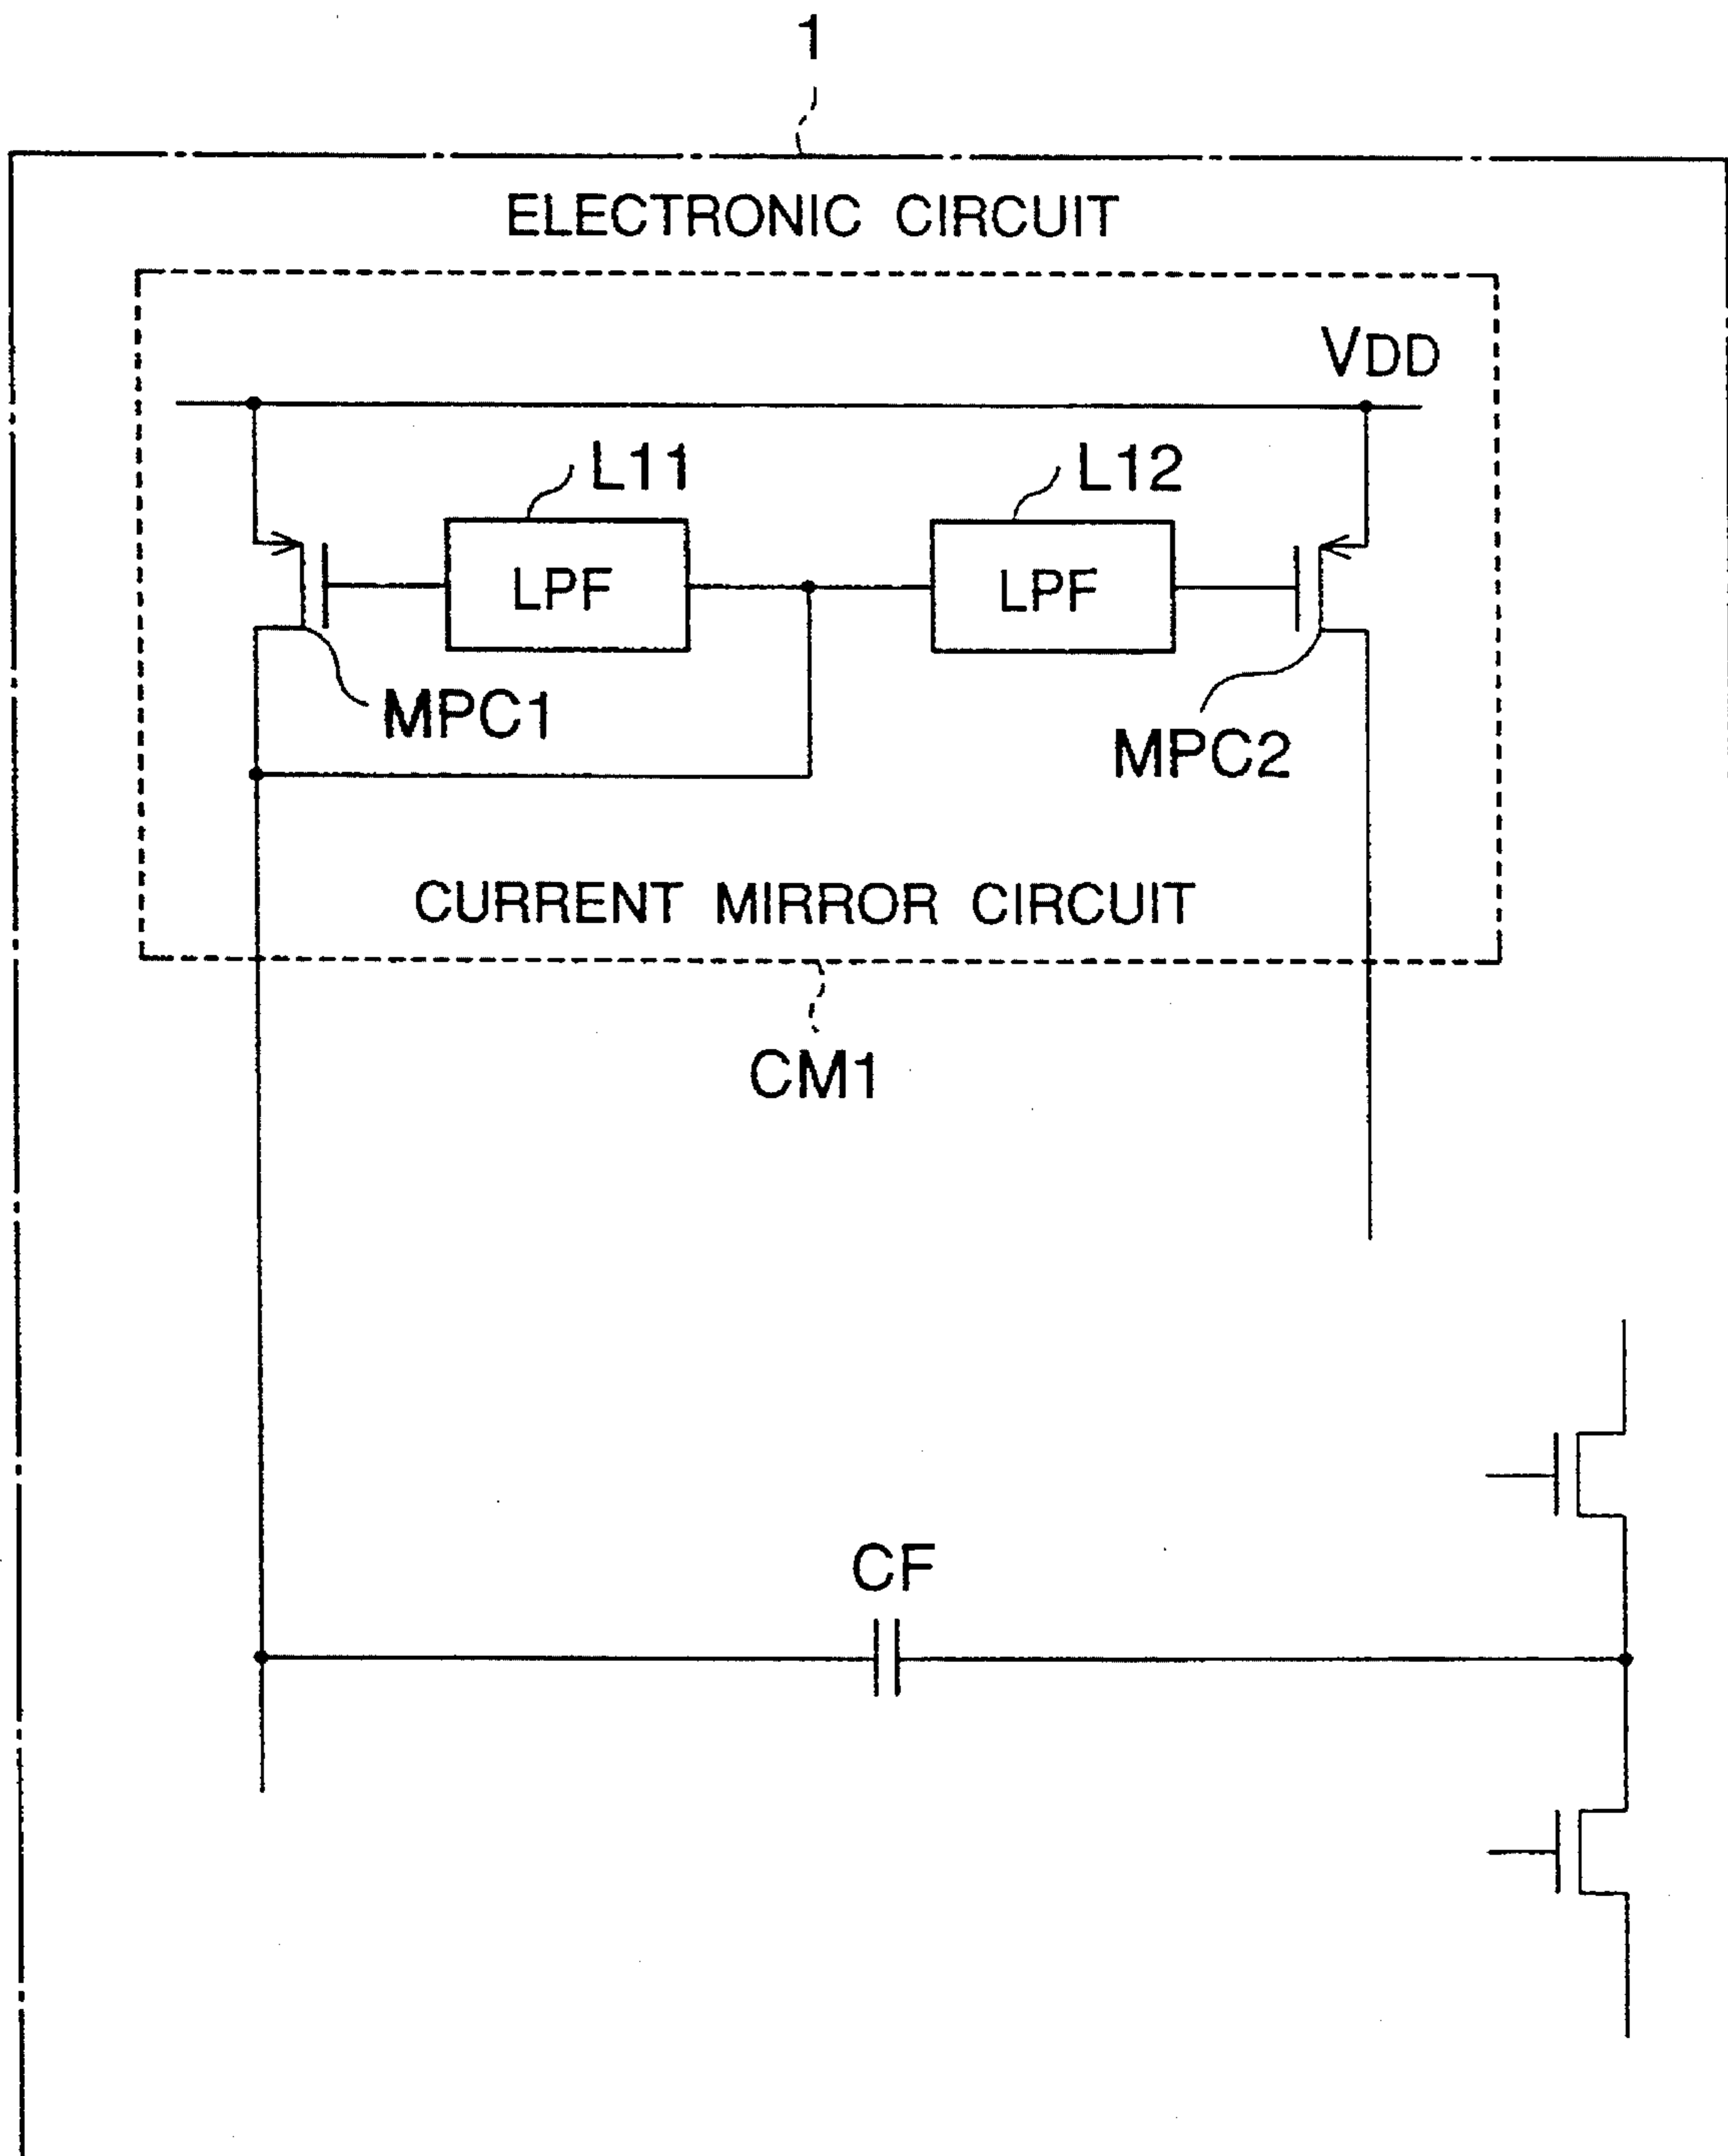 1
ELECTRONIC CIRCUIT
VDD
L11
L12
LPF
LPF
MPC1
MPC2
CURRENT MIRROR CIRCUIT
CM1
CF